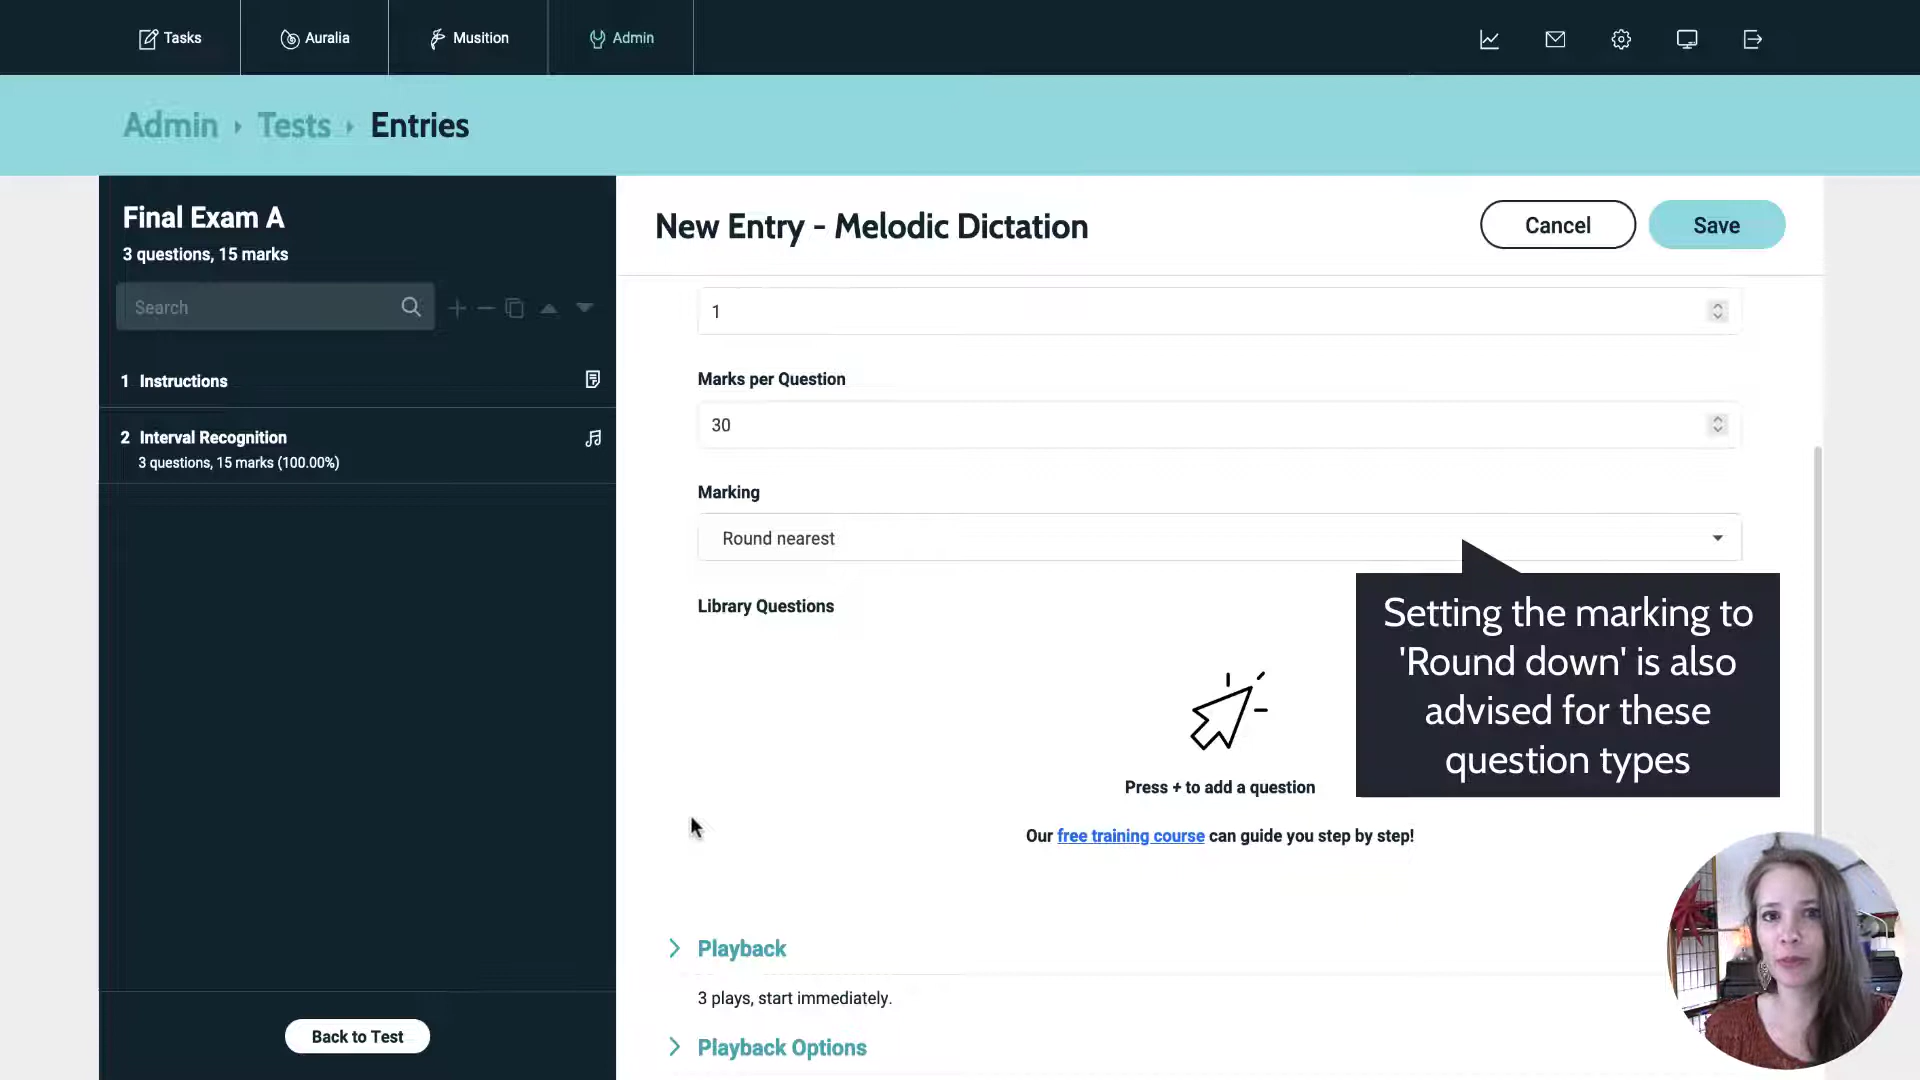 Tasks
Auralia
Musition
Admin
Admin
Tests
Entries
Final Exam A
3 questions, 15 marks
Search
1 Instructions
2 Interval Recognition
3 questions, 15 marks (100.00%)
Back to Test
New Entry - Melodic Dictation
Cancel
Save
1
Marks per Question
30
Marking
Round nearest
Library Questions
Press + to add a question
Our free training course can guide you step by step!
Setting the marking to
'Round down' is also
advised for these
question types
Playback
3 plays, start immediately.
Playback Options